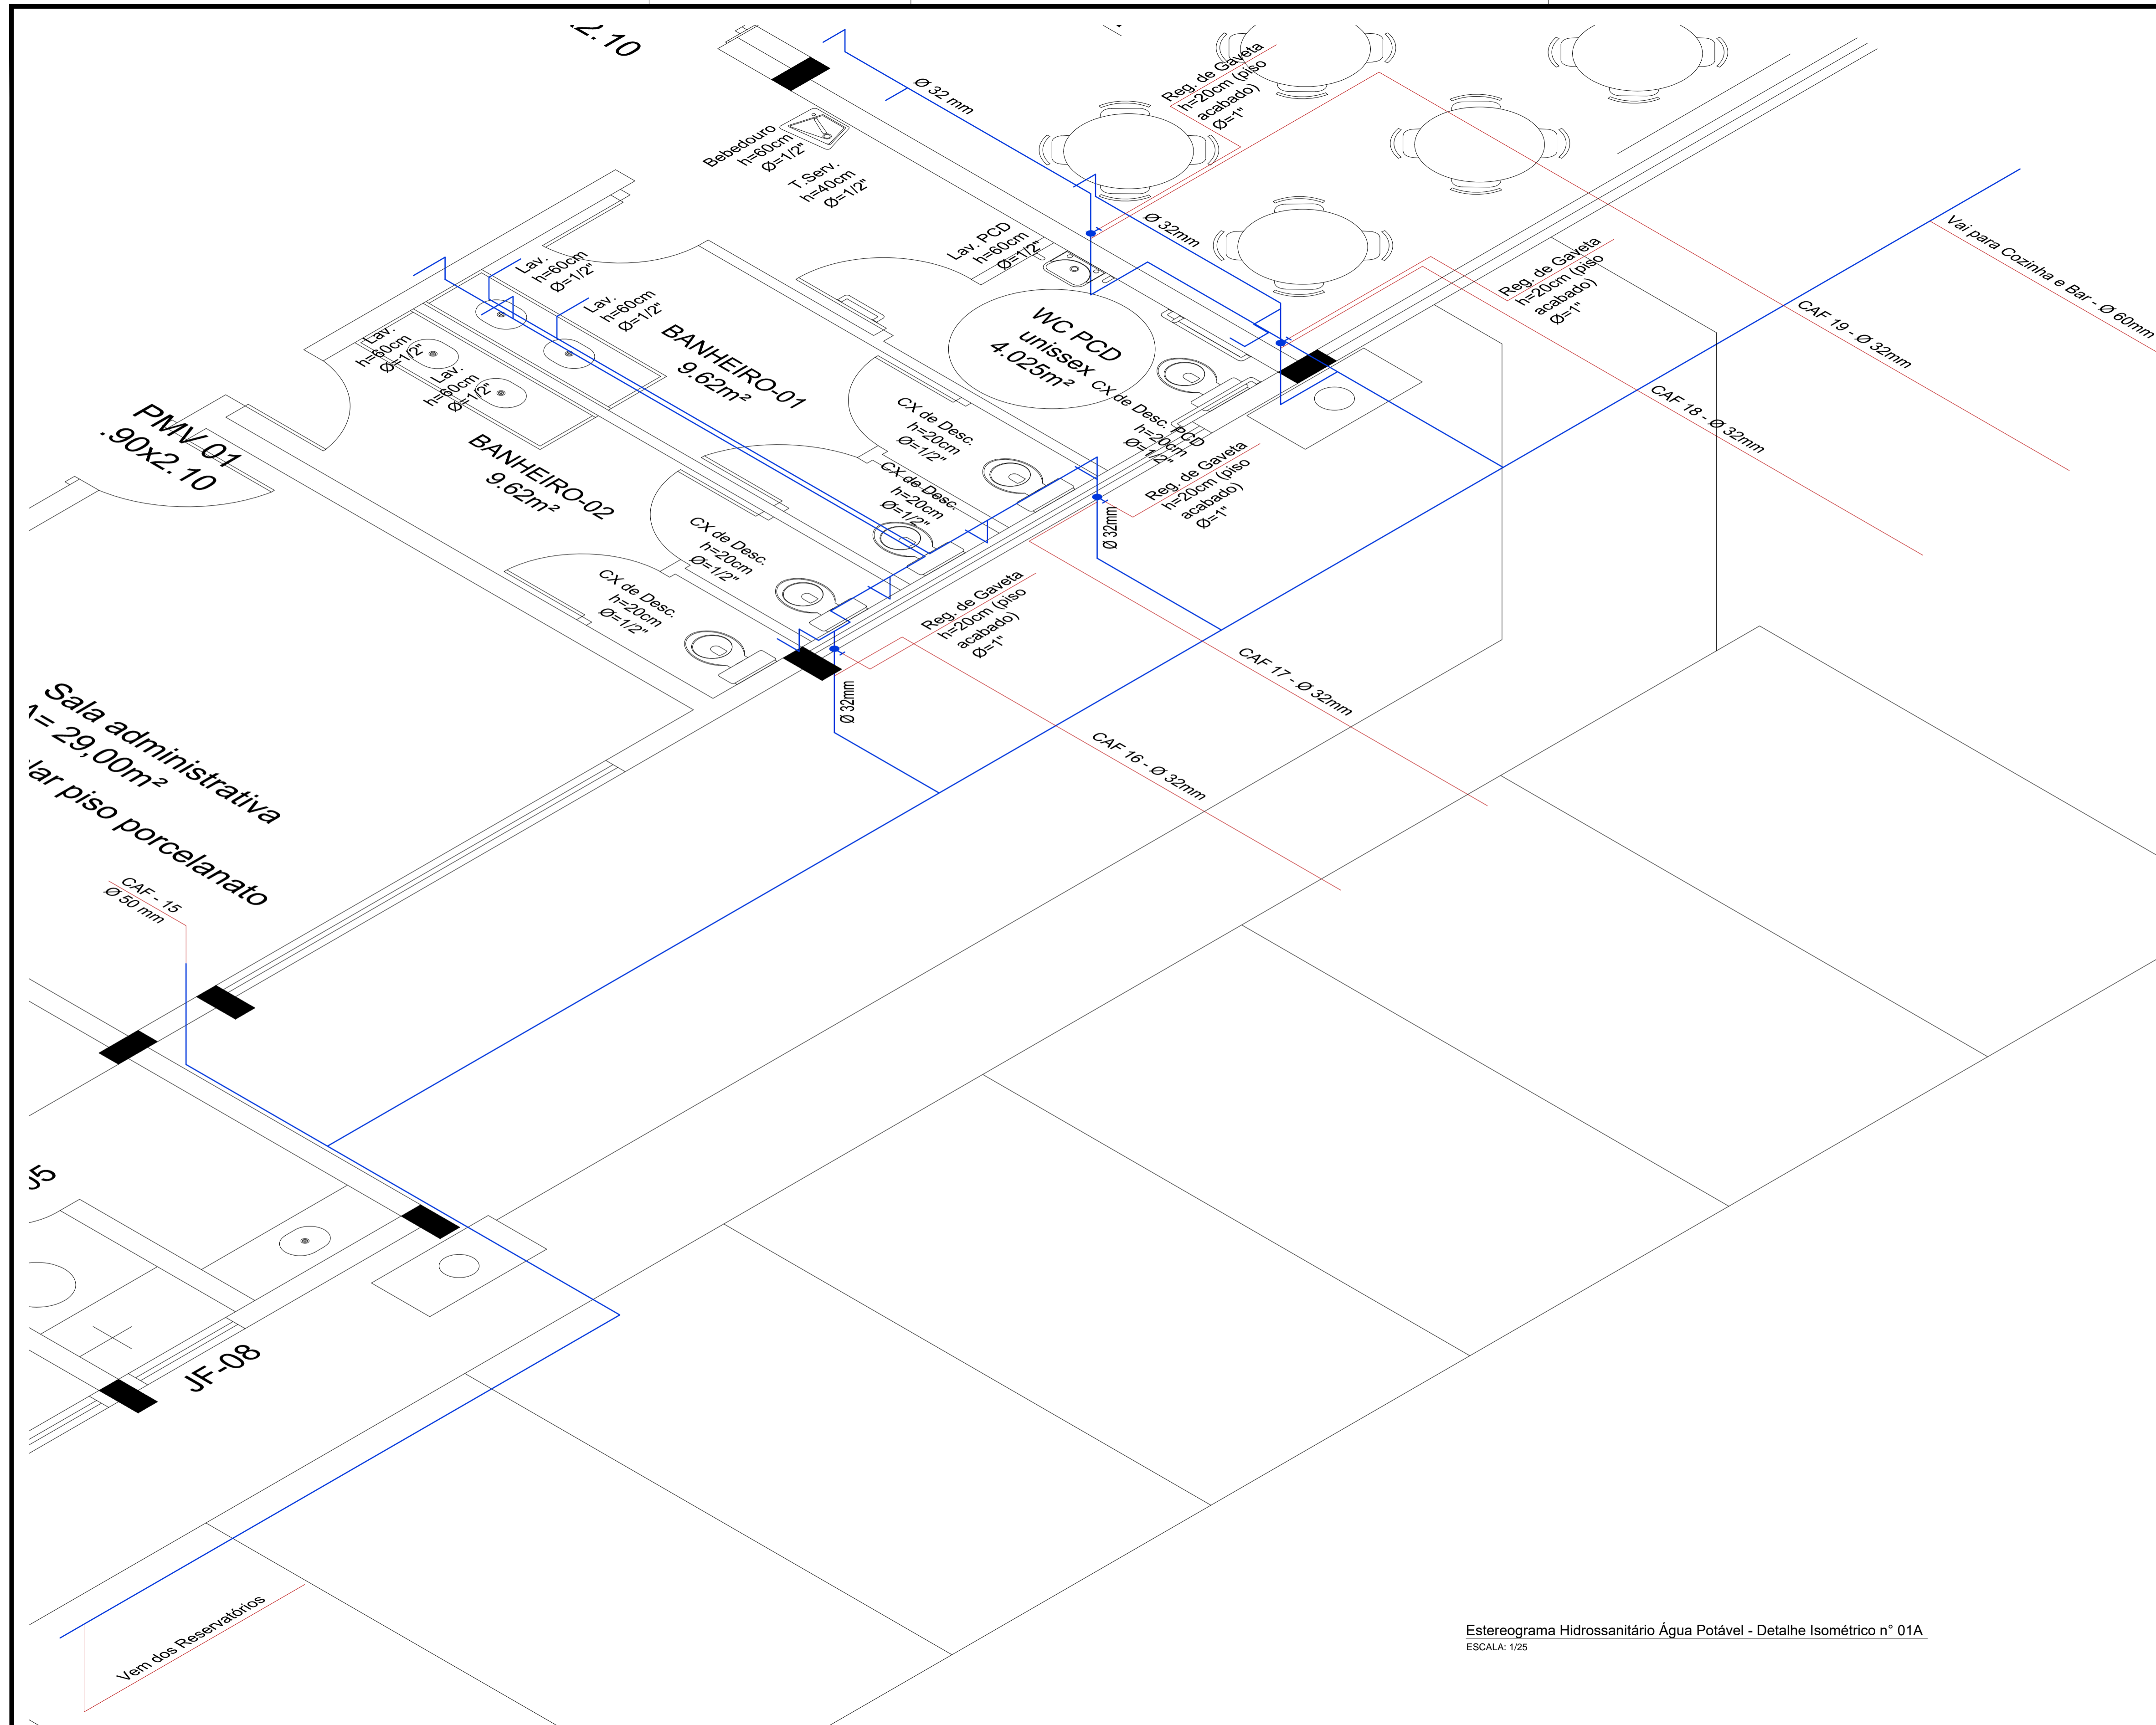 2.10
Ø 32 mm
Reg. de Gaveta
h=20cm (piso
acabado)
Ø=1"
Bebedouro
h=60cm
Ø=1/2"
T.Serv.
h=40cm
Ø=1/2"
Lav. PCD
h=60cm
Ø=1/2"
Ø 32mm
Vai para Cozinha e Bar - Ø 60mm
Reg. de Gaveta
h=20cm (piso
acabado)
Ø=1"
CAF 19 - Ø 32mm
CAF 18 - Ø 32mm
Lav.
h=60cm
Ø=1/2"
Lav.
h=60cm
Ø=1/2"
Lav.
h=60cm
Ø=1/2"
Lav.
h=60cm
Ø=1/2"
BANHEIRO-01
9.62m²
WC PCD
unissex
4.025m²
CX de Desc. PCD
h=20cm
Ø=1/2"
CX de Desc.
h=20cm
Ø=1/2"
CX de Desc.
h=20cm
Ø=1/2"
PMV 01
.90x2.10
BANHEIRO-02
9.62m²
CX de Desc.
h=20cm
Ø=1/2"
CX de Desc.
h=20cm
Ø=1/2"
Reg. de Gaveta
h=20cm (piso
acabado)
Ø=1"
Ø 32mm
Reg. de Gaveta
h=20cm (piso
acabado)
Ø=1"
Ø 32mm
CAF 17 - Ø 32mm
CAF 16 - Ø 32mm
Sala administrativa
A= 29,00m²
lar piso porcelanato
CAF - 15
Ø 50 mm
JF-08
Vem dos Reservatórios
Estereograma Hidrossanitário Água Potável - Detalhe Isométrico n° 01A
ESCALA: 1/25